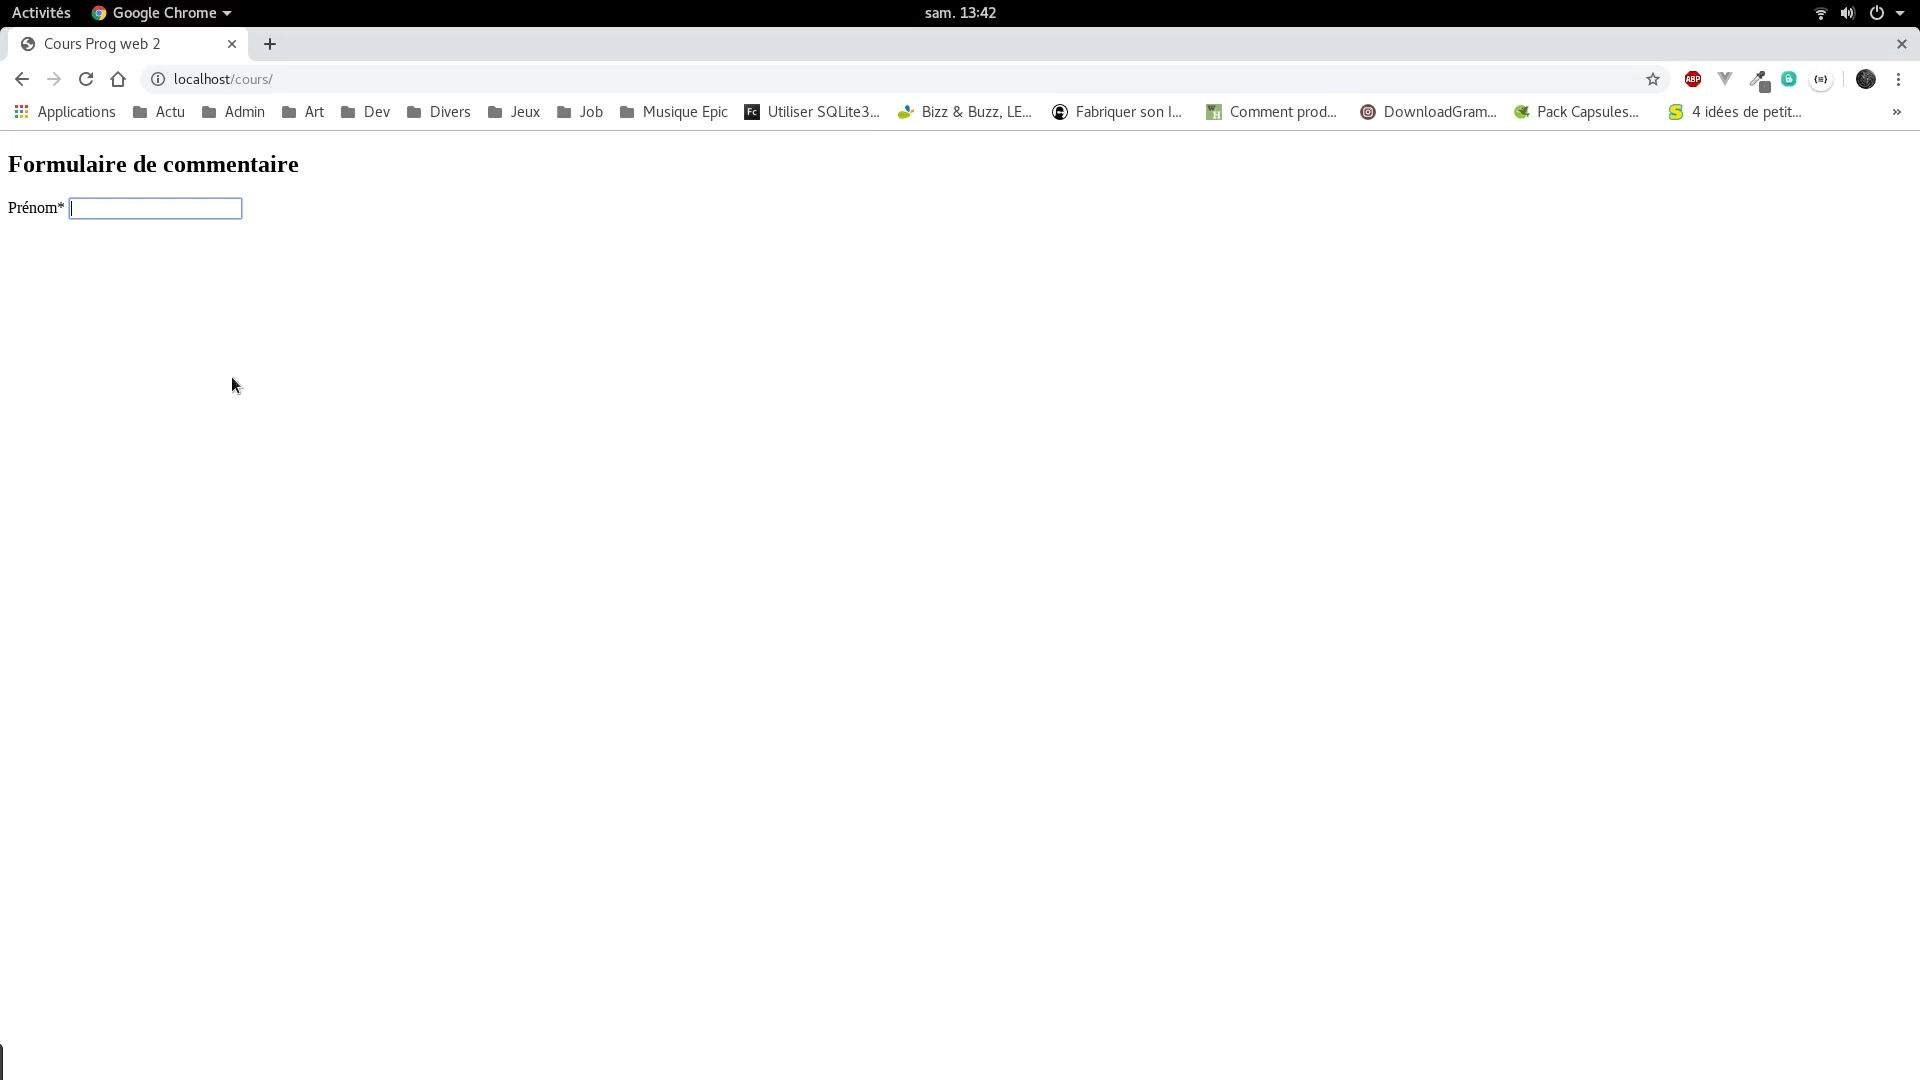 Activités Google Chrome sam. 13:42
Cours Prog web 2
localhost/cours/ ABP
Applications Actu Admin Art Dev Divers Jeux Job Musique Epic Fc Utiliser SQLite3... Bizz & Buzz, LE... Fabriquer son I... Comment prod... DownloadGram... Pack Capsules... 4 idées de petit... »
Formulaire de commentaire
Prénom*